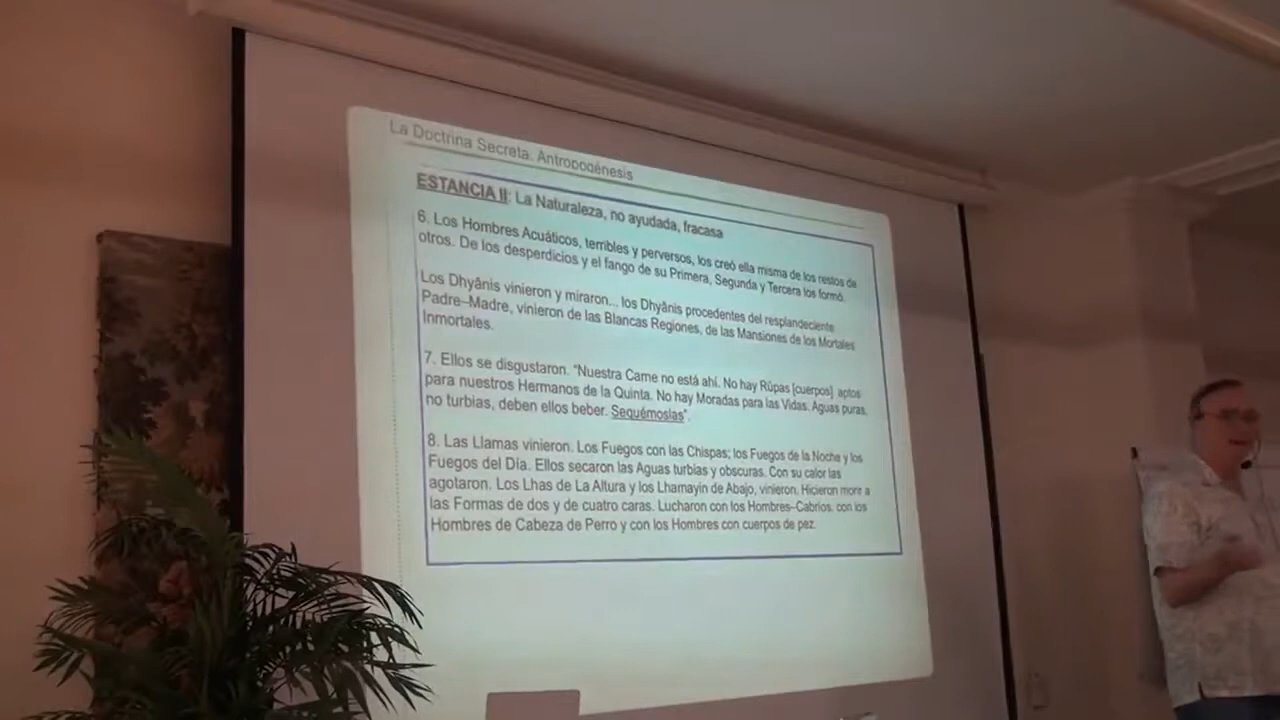 La Doctrina Secreta. Antropogénesis
ESTANCIA II: La Naturaleza, no ayudada, fracasa
6. Los Hombres Acuáticos, terribles y perversos, los creó ella misma de los restos de
otros. De los desperdicios y el fango de su Primera, Segunda y Tercera los formó.
Los Dhyânis vinieron y miraron... los Dhyânis procedentes del resplandeciente
Padre–Madre, vinieron de las Blancas Regiones, de las Mansiones de los Mortales
Inmortales.
7. Ellos se disgustaron. "Nuestra Carne no está ahí. No hay Rûpas [cuerpos] aptos
para nuestros Hermanos de la Quinta. No hay Moradas para las Vidas. Aguas puras,
no turbias, deben ellos beber. Sequémoslas".
8. Las Llamas vinieron. Los Fuegos con las Chispas; los Fuegos de la Noche y los
Fuegos del Día. Ellos secaron las Aguas turbias y obscuras. Con su calor las
agotaron. Los Lhas de La Altura y los Lhamayin de Abajo, vinieron. Hicieron morir a
las Formas de dos y de cuatro caras. Lucharon con los Hombres–Cabríos, con los
Hombres de Cabeza de Perro y con los Hombres con cuerpos de pez.